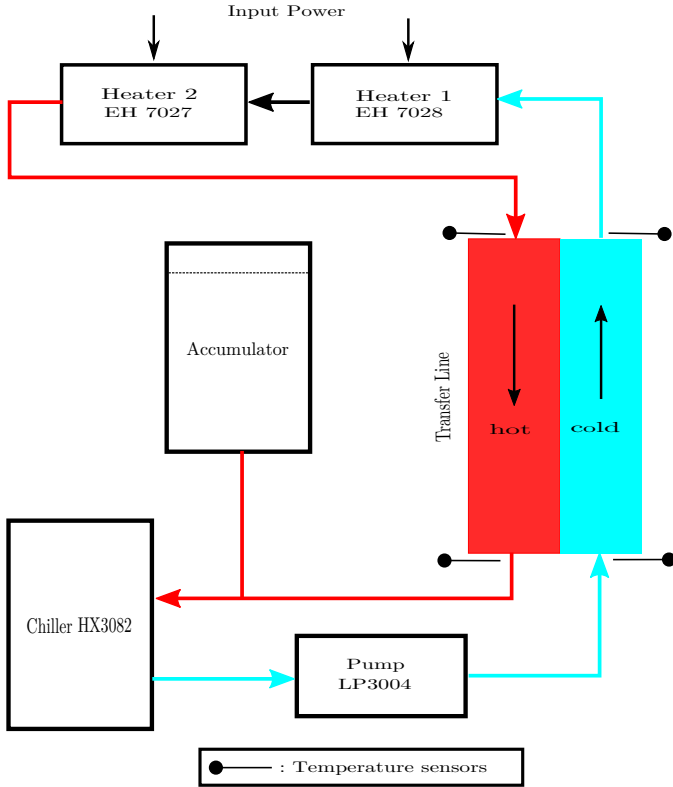 Input Power
Heater 2
EH 7027
Heater 1
EH 7028
Accumulator
Transfer Line
hot
cold
Chiller HX3082
Pump
LP3004
: Temperature sensors